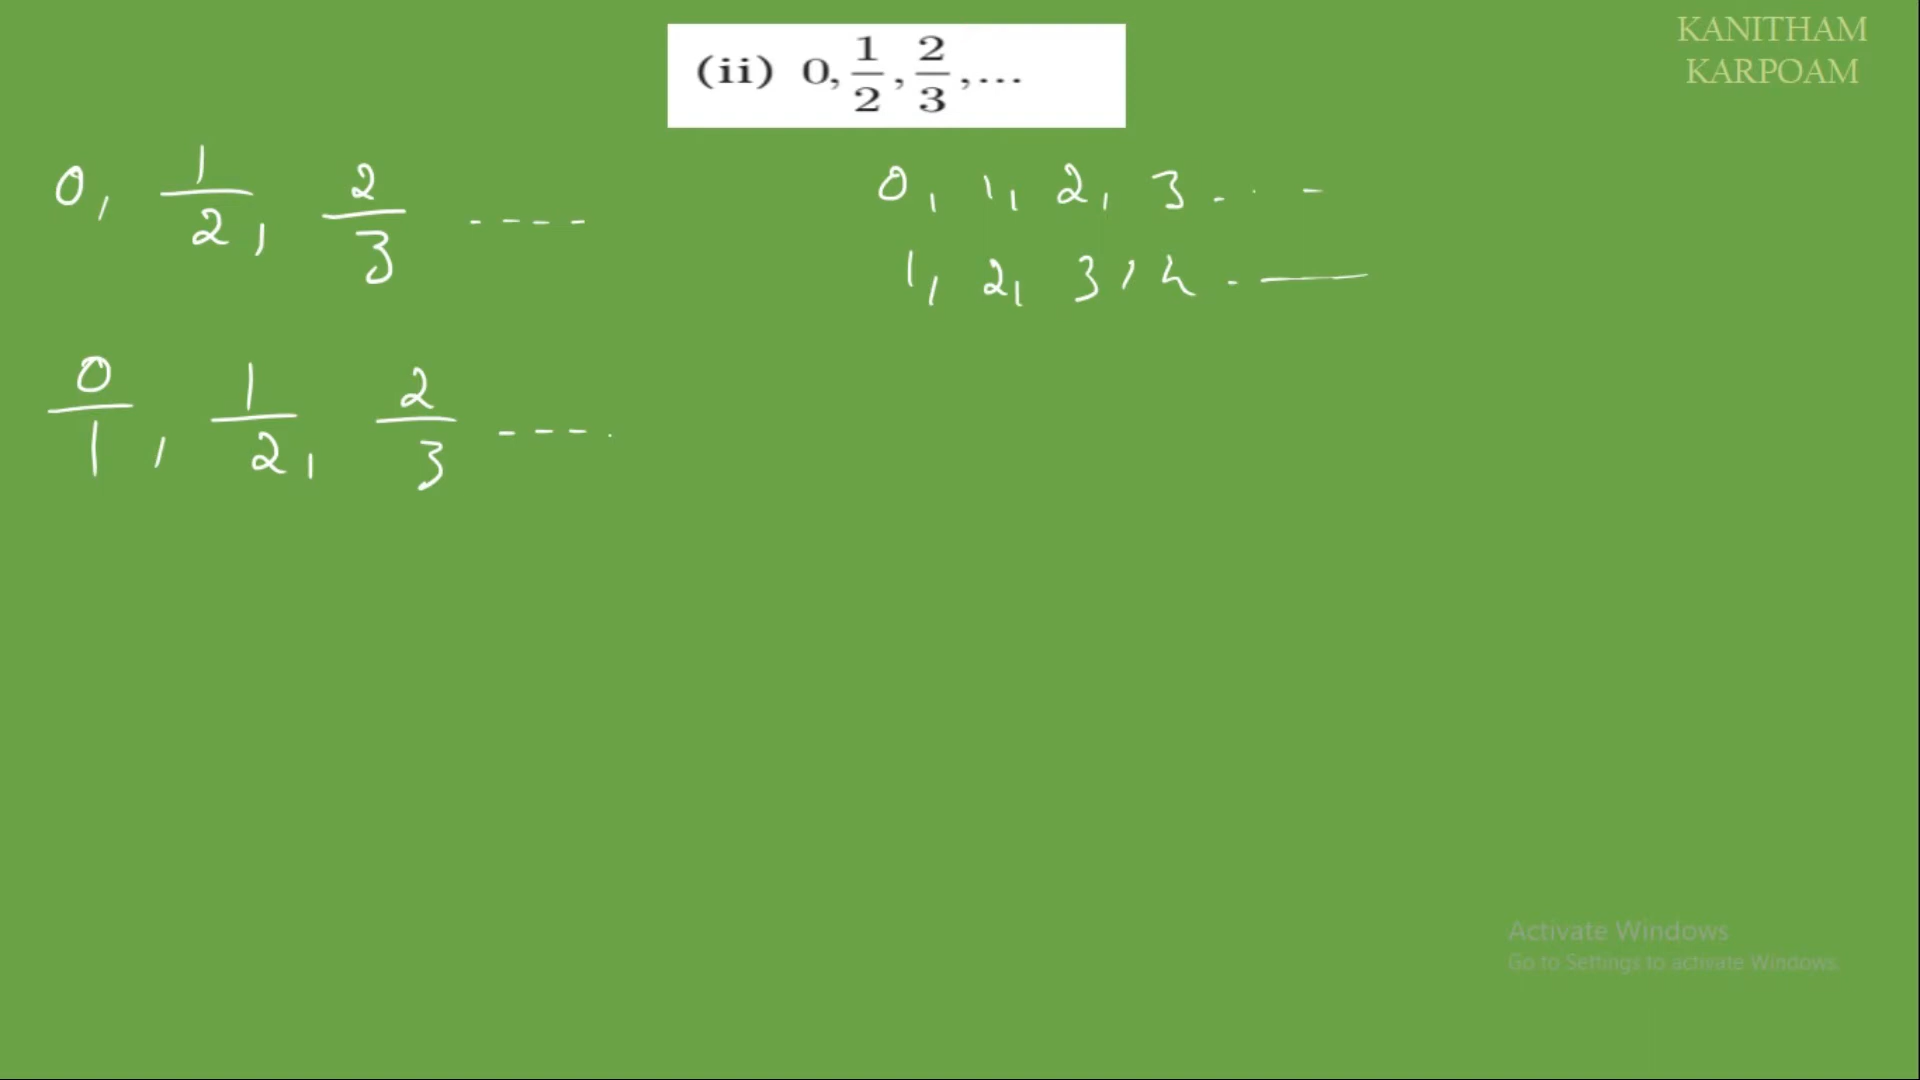 KANITHAM
KARPOAM
(ii) 0, 1/2, 2/3, ...
0, 1/2, 2/3 ----
0, 1, 2, 3 . . -
1, 2, 3, 4 . —
0/1, 1/2, 2/3 ---.
Activate Windows
Go to Settings to activate Windows.